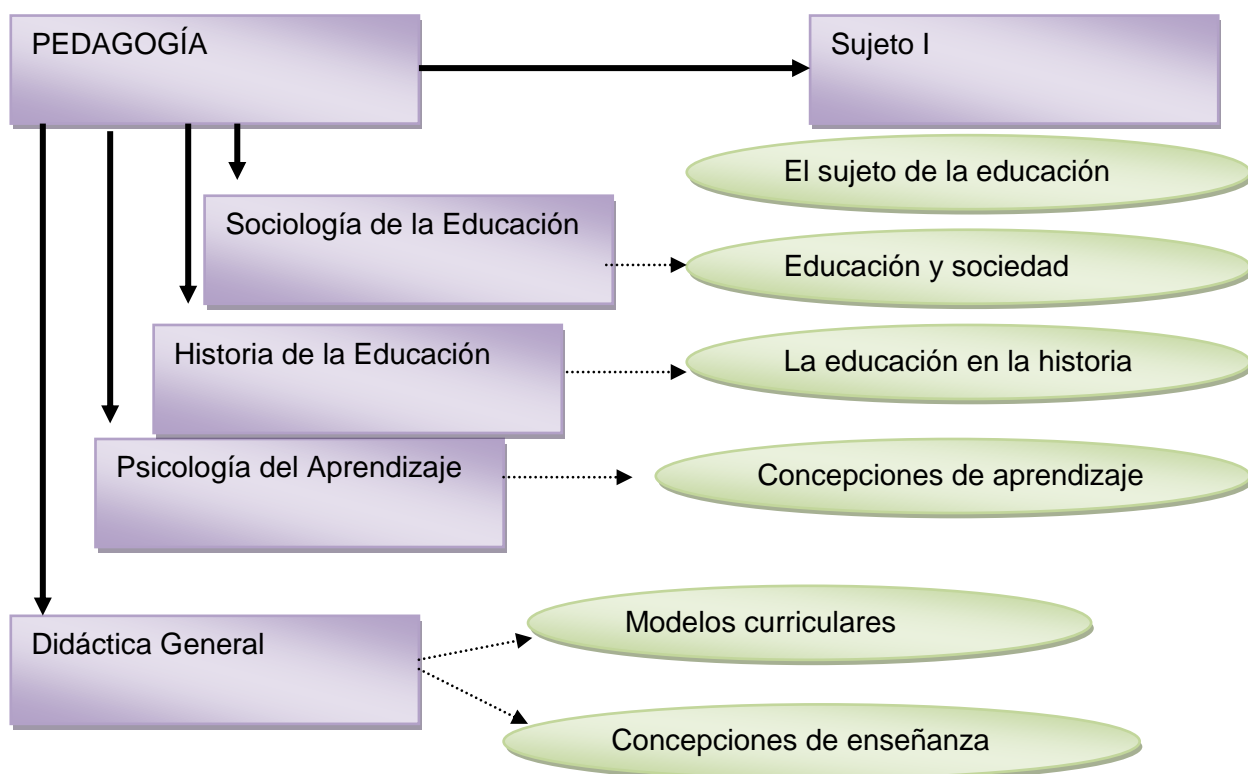 PEDAGOGÍA
Sujeto I
El sujeto de la educación
Sociología de la Educación
Educación y sociedad
Historia de la Educación
La educación en la historia
Psicología del Aprendizaje
Concepciones de aprendizaje
Modelos curriculares
Didáctica General
Concepciones de enseñanza